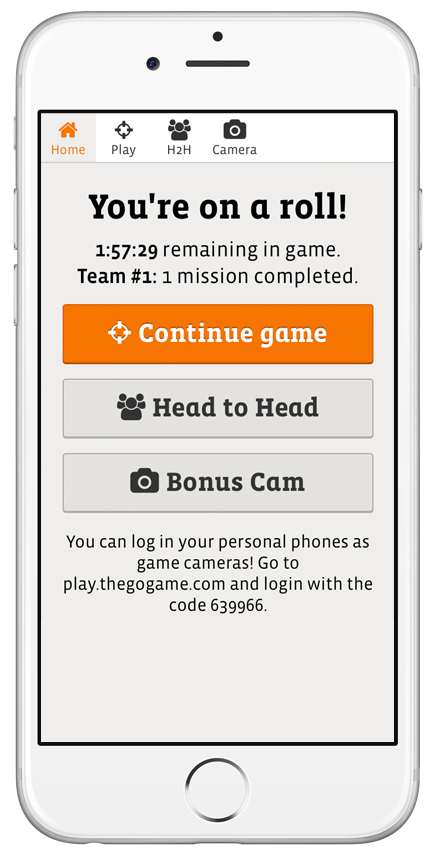 Home Play H2H Camera
You're on a roll!
1:57:29 remaining in game.
Team #1: 1 mission completed.
Continue game
Head to Head
Bonus Cam
You can log in your personal phones as
game cameras! Go to
play.thegogame.com and login with the
code 639966.